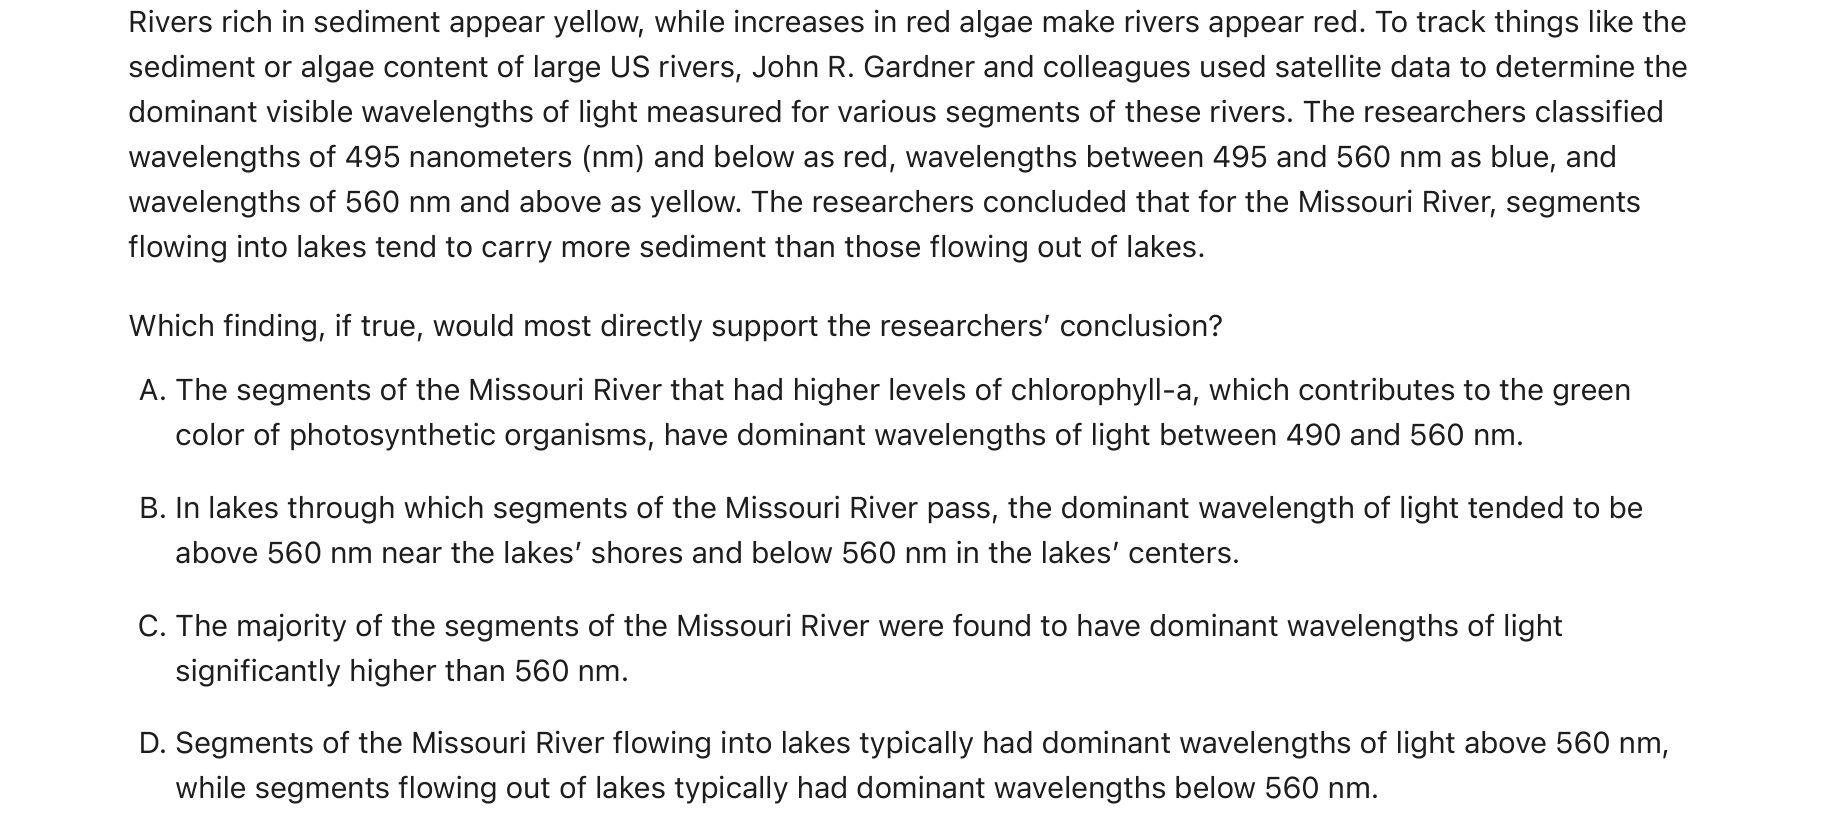 Rivers rich in sediment appear yellow, while increases in red algae make rivers appear red. To track things like the
sediment or algae content of large US rivers, John R. Gardner and colleagues used satellite data to determine the
dominant visible wavelengths of light measured for various segments of these rivers. The researchers classified
wavelengths of 495 nanometers (nm) and below as red, wavelengths between 495 and 560 nm as blue, and
wavelengths of 560 nm and above as yellow. The researchers concluded that for the Missouri River, segments
flowing into lakes tend to carry more sediment than those flowing out of lakes.
Which finding, if true, would most directly support the researchers’ conclusion?
A. The segments of the Missouri River that had higher levels of chlorophyll-a, which contributes to the green
color of photosynthetic organisms, have dominant wavelengths of light between 490 and 560 nm.
B. In lakes through which segments of the Missouri River pass, the dominant wavelength of light tended to be
above 560 nm near the lakes’ shores and below 560 nm in the lakes’ centers.
C. The majority of the segments of the Missouri River were found to have dominant wavelengths of light
significantly higher than 560 nm.
D. Segments of the Missouri River flowing into lakes typically had dominant wavelengths of light above 560 nm,
while segments flowing out of lakes typically had dominant wavelengths below 560 nm.